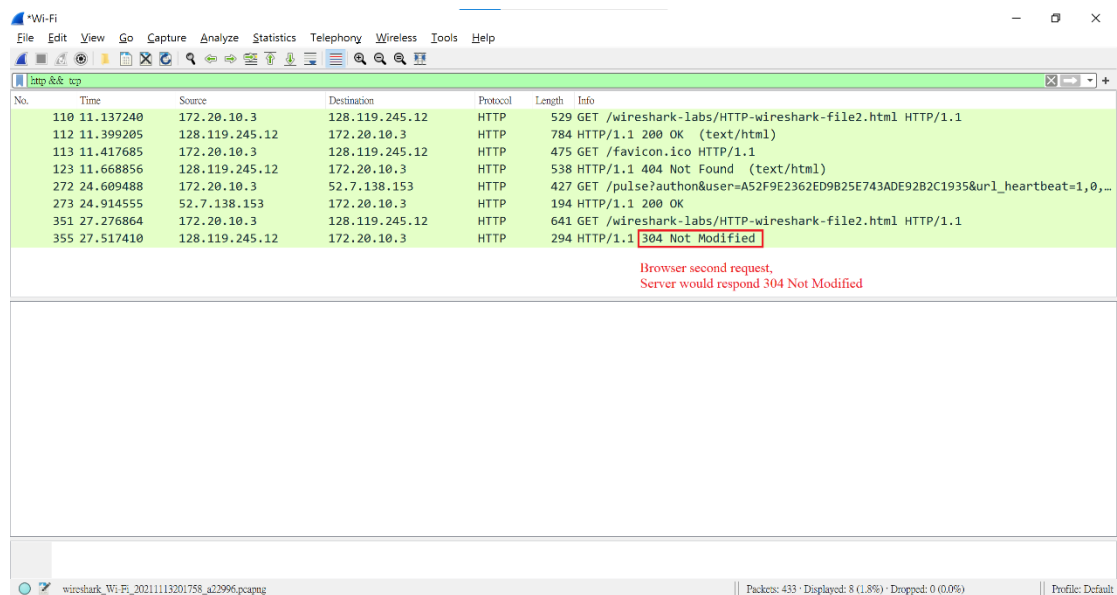 *Wi-Fi
File Edit View Go Capture Analyze Statistics Telephony Wireless Tools Help
http && tcp
No. Time Source Destination Protocol Length Info
110 11.137240 172.20.10.3 128.119.245.12 HTTP 529 GET /wireshark-labs/HTTP-wireshark-file2.html HTTP/1.1
112 11.399205 128.119.245.12 172.20.10.3 HTTP 784 HTTP/1.1 200 OK (text/html)
113 11.417685 172.20.10.3 128.119.245.12 HTTP 475 GET /favicon.ico HTTP/1.1
123 11.668856 128.119.245.12 172.20.10.3 HTTP 538 HTTP/1.1 404 Not Found (text/html)
272 24.609488 172.20.10.3 52.7.138.153 HTTP 427 GET /pulse?authon&user=A52F9E2362ED9B25E743ADE92B2C1935&url_heartbeat=1,0,…
273 24.914555 52.7.138.153 172.20.10.3 HTTP 194 HTTP/1.1 200 OK
351 27.276864 172.20.10.3 128.119.245.12 HTTP 641 GET /wireshark-labs/HTTP-wireshark-file2.html HTTP/1.1
355 27.517410 128.119.245.12 172.20.10.3 HTTP 294 HTTP/1.1 304 Not Modified
Browser second request,
Server would respond 304 Not Modified
wireshark_Wi-Fi_20211113201758_a22996.pcapng Packets: 433 · Displayed: 8 (1.8%) · Dropped: 0 (0.0%) Profile: Default